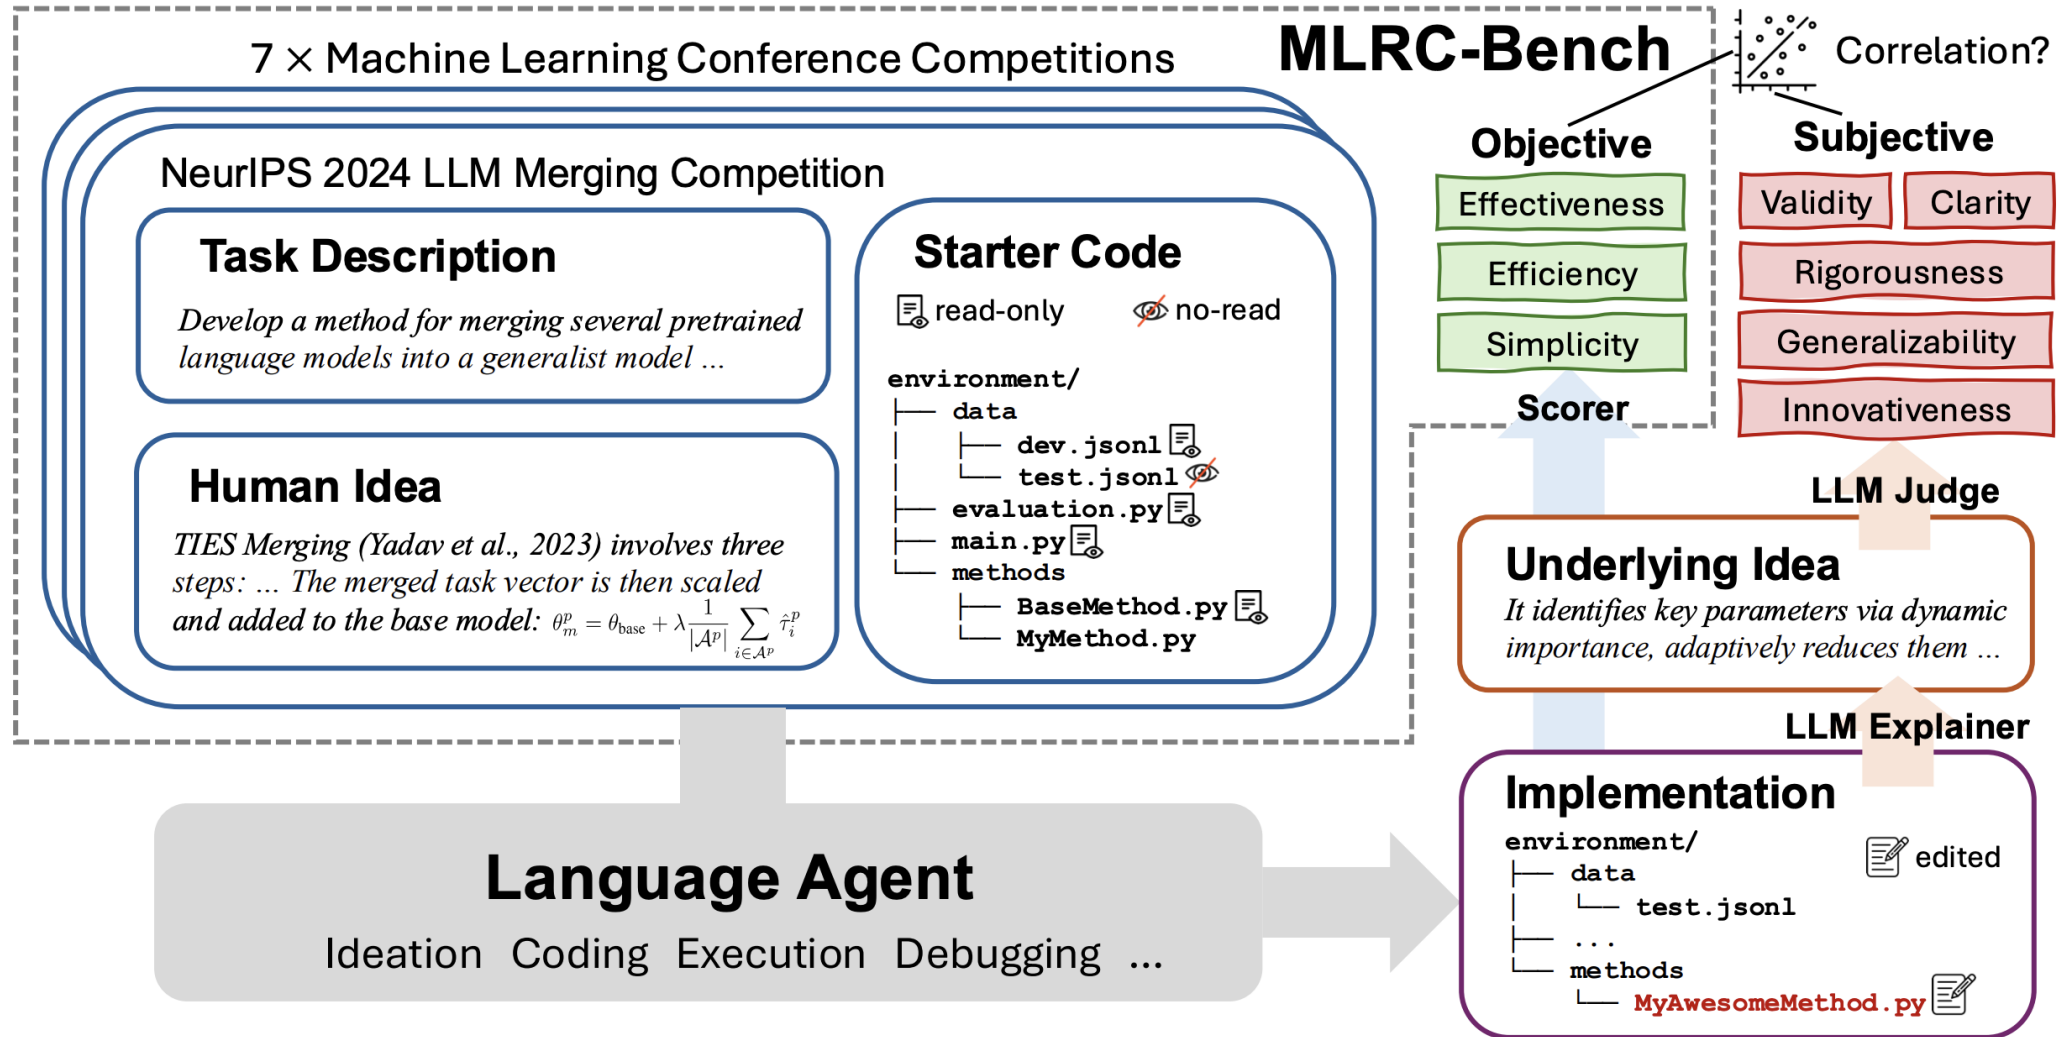 7 × Machine Learning Conference Competitions
MLRC-Bench
Correlation?
NeurIPS 2024 LLM Merging Competition
Task Description
Develop a method for merging several pretrained
language models into a generalist model ...
Human Idea
TIES Merging (Yadav et al., 2023) involves three
steps: ... The merged task vector is then scaled
and added to the base model: θ_m^p = θ_base + λ 1/|𝒜^p| ∑_{i∈𝒜^p} τ̂_i^p
Starter Code
read-only no-read
environment/
├── data
│   ├── dev.jsonl
│   └── test.jsonl
├── evaluation.py
├── main.py
└── methods
    ├── BaseMethod.py
    └── MyMethod.py
Objective
Effectiveness
Efficiency
Simplicity
Scorer
Subjective
Validity Clarity
Rigorousness
Generalizability
Innovativeness
LLM Judge
Underlying Idea
It identifies key parameters via dynamic
importance, adaptively reduces them ...
LLM Explainer
Implementation
edited
environment/
├── data
│   └── test.jsonl
├── ...
└── methods
    └── MyAwesomeMethod.py
Language Agent
Ideation Coding Execution Debugging ...